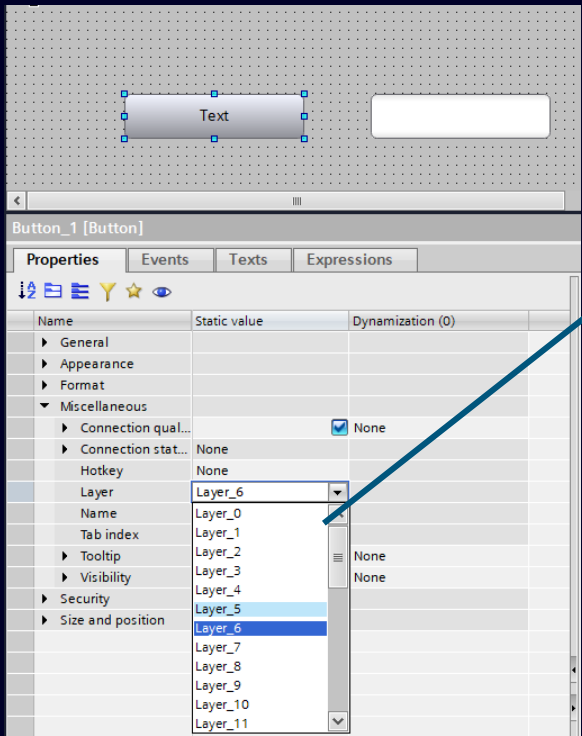 Text
Button_1 [Button]
Properties Events Texts Expressions
Name Static value Dynamization (0)
General
Appearance
Format
Miscellaneous
Connection qual... None
Connection stat... None
Hotkey None
Layer Layer_6
Name Layer_0
Tab index Layer_1
Tooltip Layer_2 None
Visibility Layer_3 None
Security Layer_4
Size and position Layer_5
Layer_6
Layer_7
Layer_8
Layer_9
Layer_10
Layer_11